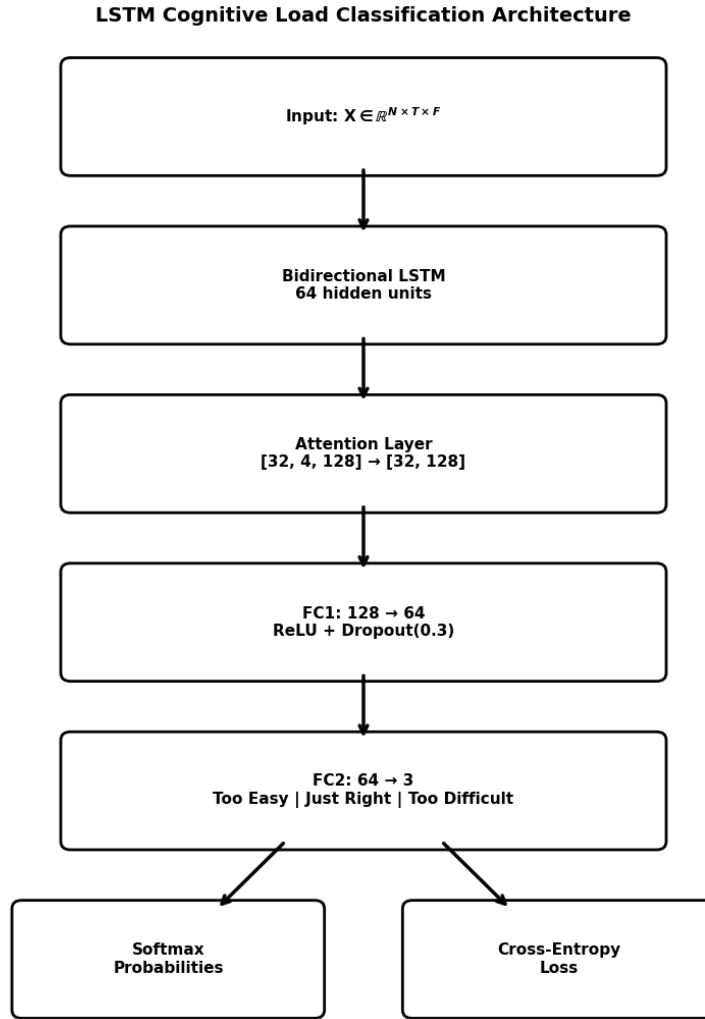 LSTM Cognitive Load Classification Architecture
Input: X ∈ ℝ^{N×T×F}
Bidirectional LSTM
64 hidden units
Attention Layer
[32, 4, 128] → [32, 128]
FC1: 128 → 64
ReLU + Dropout(0.3)
FC2: 64 → 3
Too Easy | Just Right | Too Difficult
Softmax
Probabilities
Cross-Entropy
Loss